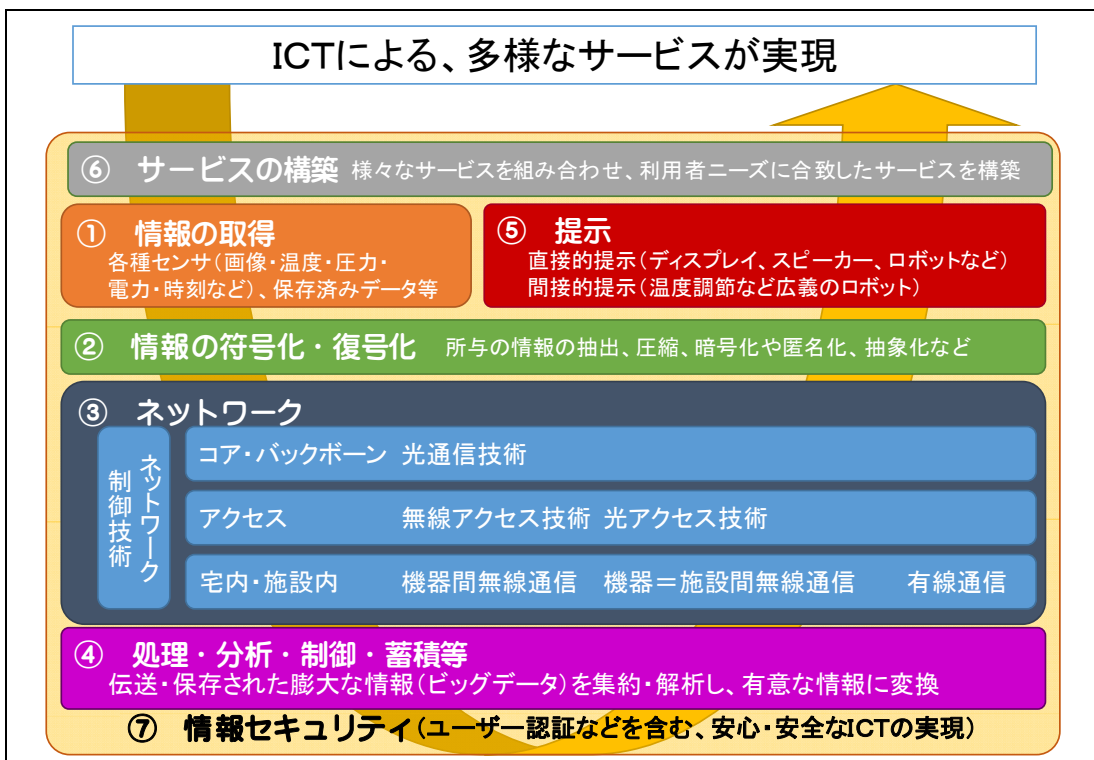 ICTによる、多様なサービスが実現
⑥ サービスの構築 様々なサービスを組み合わせ、利用者ニーズに合致したサービスを構築
① 情報の取得
各種センサ(画像・温度・圧力・
電力・時刻など)、保存済みデータ等
⑤ 提示
直接的提示(ディスプレイ、スピーカー、ロボットなど)
間接的提示(温度調節など広義のロボット)
② 情報の符号化・復号化 所与の情報の抽出、圧縮、暗号化や匿名化、抽象化など
③ ネットワーク
ネットワーク
制御技術
コア・バックボーン 光通信技術
アクセス 無線アクセス技術 光アクセス技術
宅内・施設内 機器間無線通信 機器=施設間無線通信 有線通信
④ 処理・分析・制御・蓄積等
伝送・保存された膨大な情報(ビッグデータ)を集約・解析し、有意な情報に変換
⑦ 情報セキュリティ(ユーザー認証などを含む、安心・安全なICTの実現)